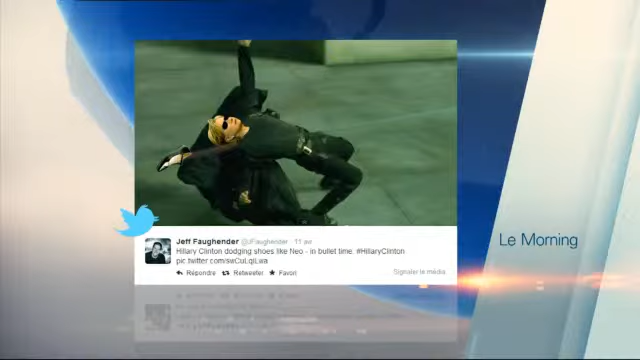 Jeff Faughender @JFaughender · 11 avr
Hillary Clinton dodging shoes like Neo - in bullet time. #HillaryClinton
Répondre Retweeter Favori
Signaler le média
Le Morning